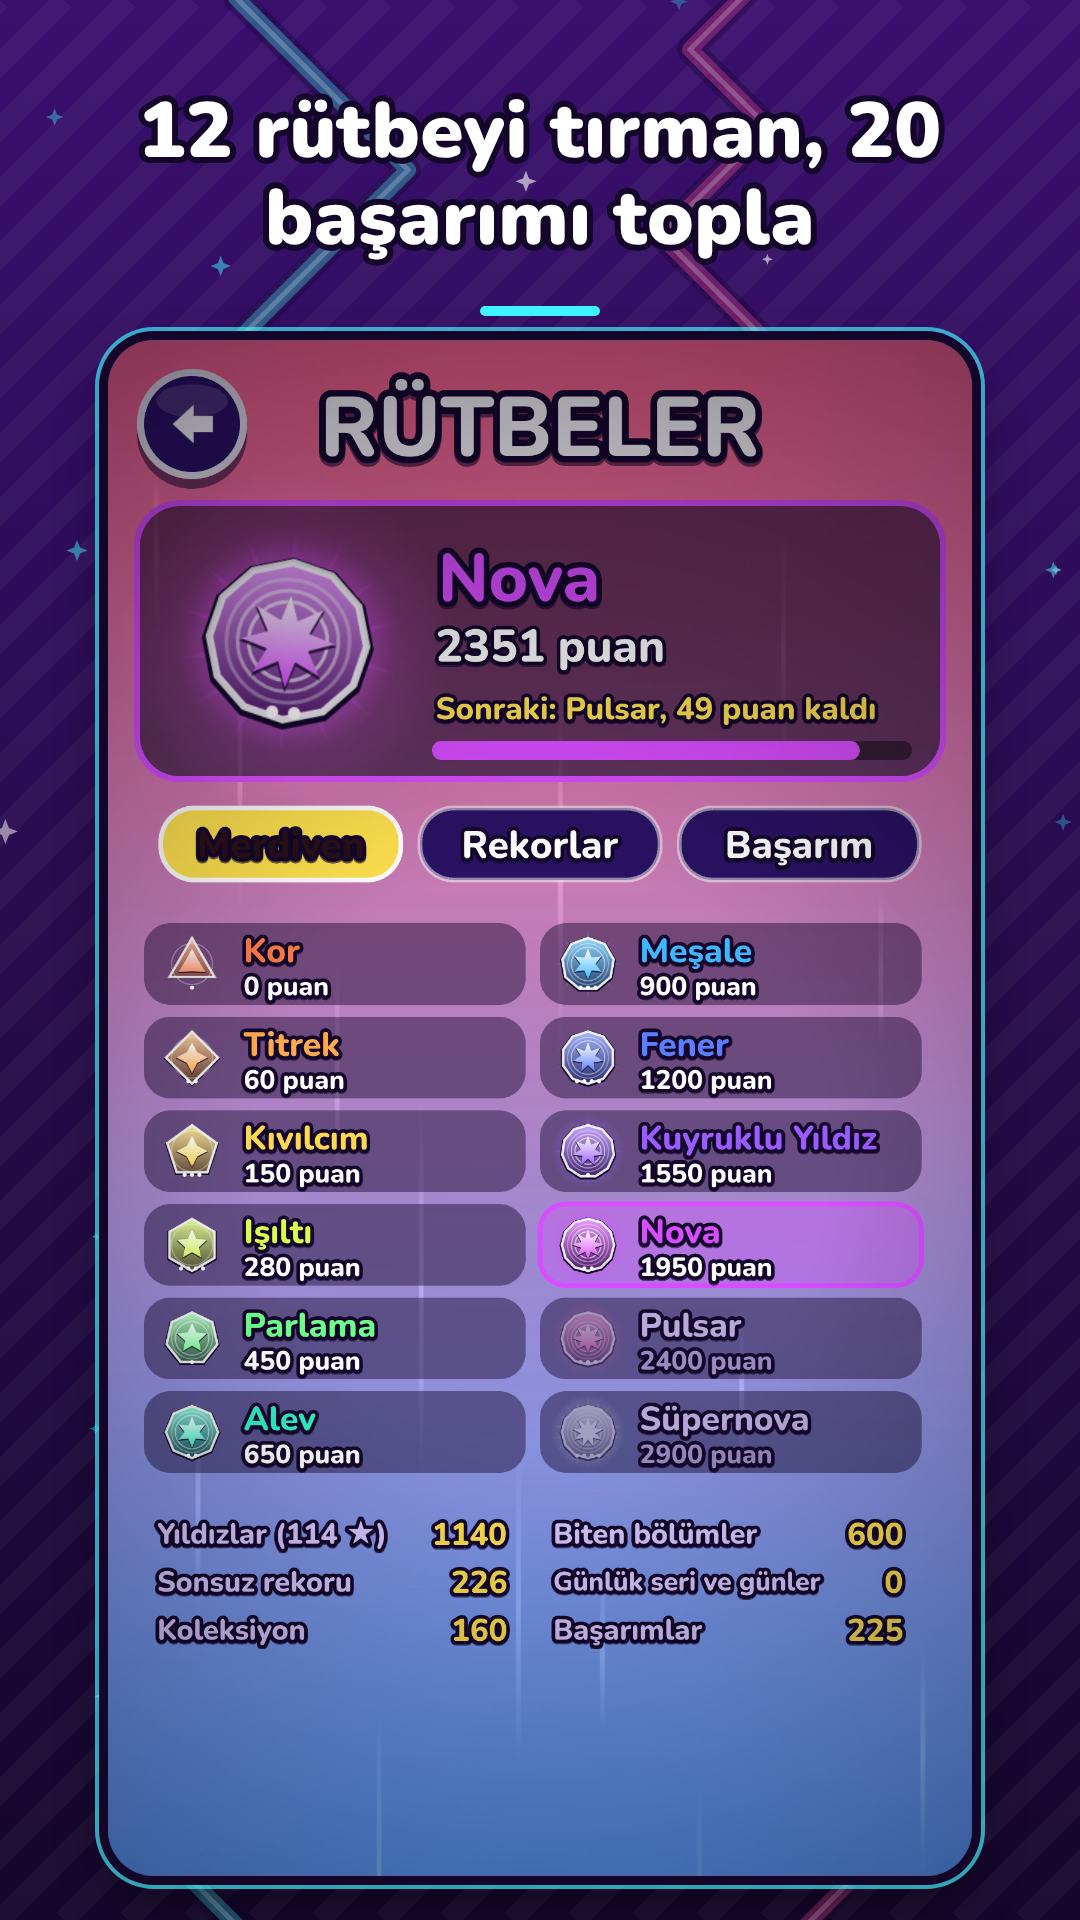 12 rütbeyi tırman, 20
başarımı topla
RÜTBELER
Nova
2351 puan
Sonraki: Pulsar, 49 puan kaldı
Merdiven
Rekorlar
Başarım
Kor
0 puan
Meşale
900 puan
Titrek
60 puan
Fener
1200 puan
Kıvılcım
150 puan
Kuyruklu Yıldız
1550 puan
Işıltı
280 puan
Nova
1950 puan
Parlama
450 puan
Pulsar
2400 puan
Alev
650 puan
Süpernova
2900 puan
Yıldızlar (114 ★) 1140
Biten bölümler 600
Sonsuz rekoru 226
Günlük seri ve günler 0
Koleksiyon 160
Başarımlar 225